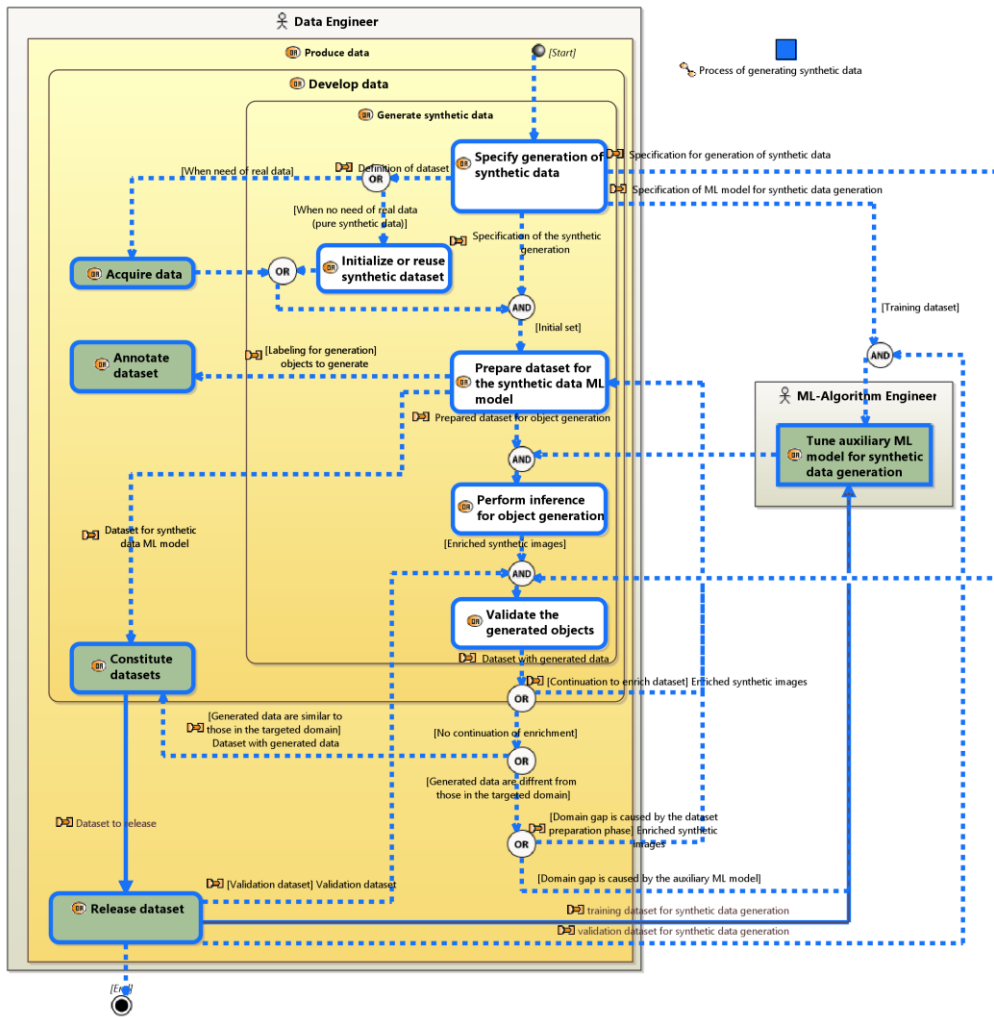 Data Engineer
Produce data
[Start]
Process of generating synthetic data
Develop data
Generate synthetic data
Specify generation of
synthetic data
Specification for generation of synthetic data
[When need of real data]
Definition of dataset
OR
Specification of ML model for synthetic data generation
[When no need of real data
(pure synthetic data)]
Specification of the synthetic
generation
Acquire data
OR
Initialize or reuse
synthetic dataset
AND
[Training dataset]
[Initial set]
[Labeling for generation]
objects to generate
AND
Annotate
dataset
Prepare dataset for
the synthetic data ML
model
ML-Algorithm Engineer
Prepared dataset for object generation
Tune auxiliary ML
model for synthetic
data generation
AND
Perform inference
for object generation
Dataset for synthetic
data ML model
[Enriched synthetic images]
AND
Validate the
generated objects
Constitute
datasets
Dataset with generated data
[Continuation to enrich dataset] Enriched synthetic images
OR
[Generated data are similar to
those in the targeted domain]
Dataset with generated data
[No continuation of enrichment]
OR
[Generated data are diffrent from
those in the targeted domain]
Dataset to release
[Domain gap is caused by the dataset
preparation phase] Enriched synthetic
images
OR
[Validation dataset] Validation dataset
[Domain gap is caused by the auxiliary ML model]
Release dataset
training dataset for synthetic data generation
validation dataset for synthetic data generation
[End]